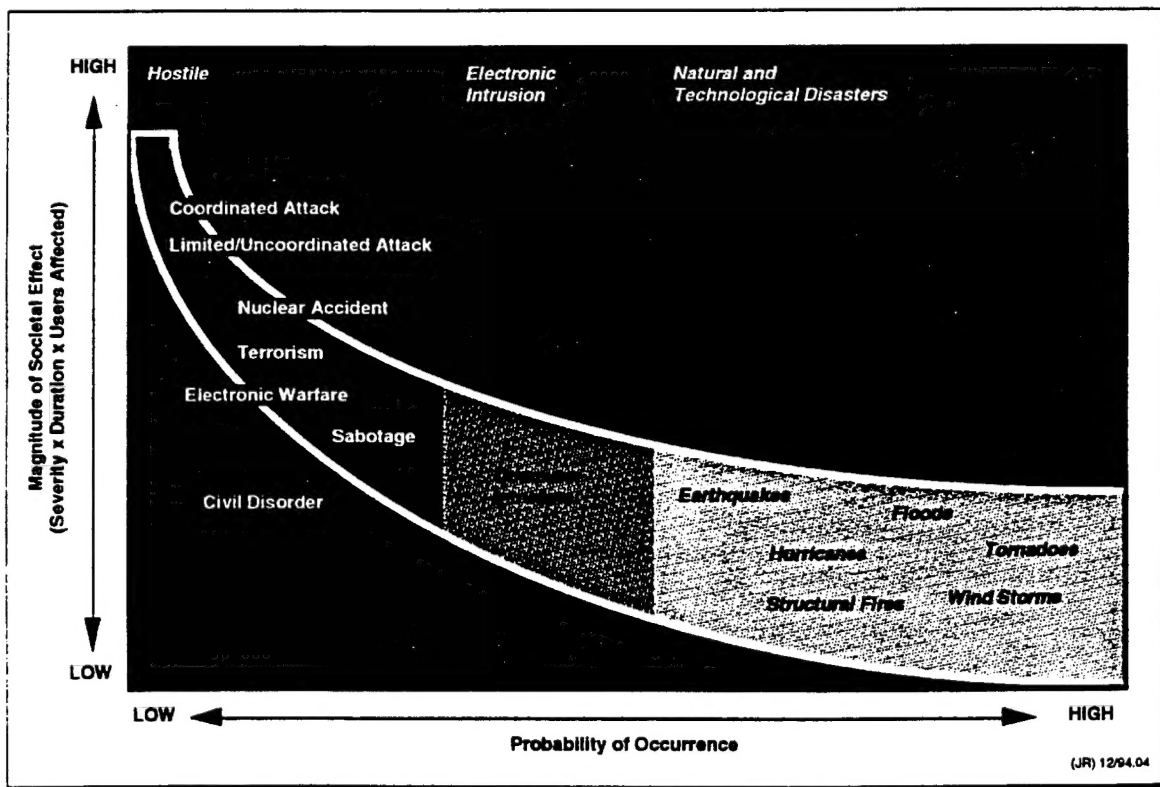 HIGH
Hostile
Electronic
Intrusion
Natural and
Technological Disasters
Magnitude of Societal Effect
(Severity x Duration x Users Affected)
Coordinated Attack
Limited/Uncoordinated Attack
Nuclear Accident
Terrorism
Electronic Warfare
Sabotage
Civil Disorder
Earthquakes
Floods
Hurricanes
Tornadoes
Structural Fires
Wind Storms
LOW
LOW
HIGH
Probability of Occurrence
(JR) 12/94.04